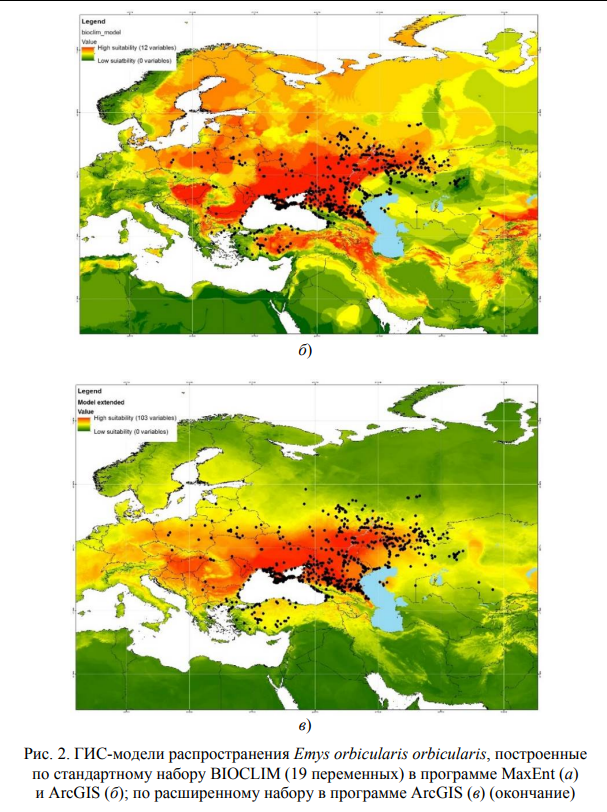 Legend
bioclim_model
Value
High suitability (12 variables)
Low suiatbility (0 variables)
б)
Legend
Model extended
Value
High suitability (103 variables)
Low suitability (0 variables)
в)
Рис. 2. ГИС-модели распространения Emys orbicularis orbicularis, построенные
по стандартному набору BIOCLIM (19 переменных) в программе MaxEnt (а)
и ArcGIS (б); по расширенному набору в программе ArcGIS (в) (окончание)